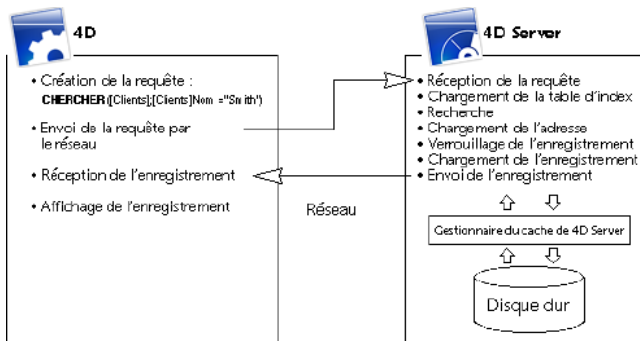 4D
• Création de la requête :
CHERCHER([Clients];[Clients]Nom ="Smith")
• Envoi de la requête par
le réseau
• Réception de l'enregistrement
• Affichage de l'enregistrement
Réseau
4D Server
• Réception de la requête
• Chargement de la table d'index
• Recherche
• Chargement de l'adresse
• Verrouillage de l'enregistrement
• Chargement de l'enregistrement
• Envoi de l'enregistrement
Gestionnaire du cache de 4D Server
Disque dur